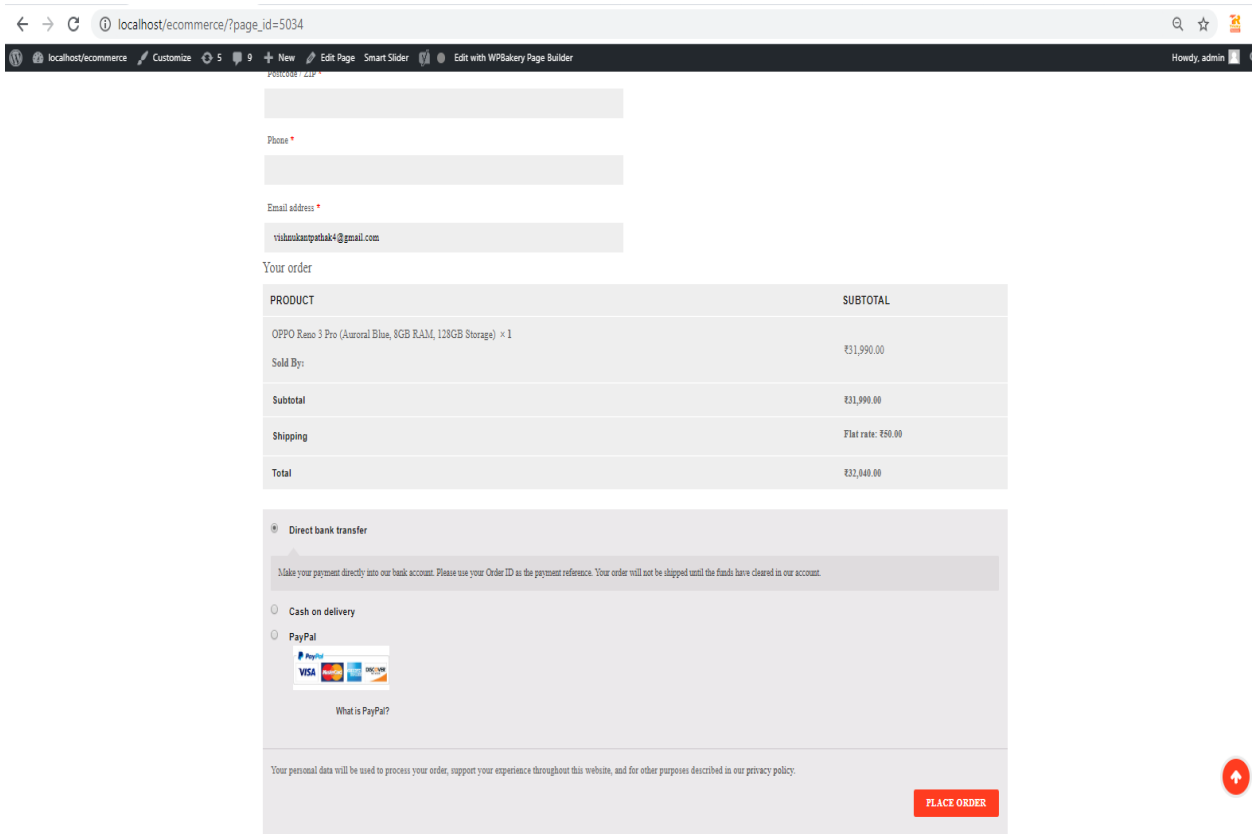 localhost/ecommerce/?page_id=5034
localhost/ecommerce Customize 5 9 New Edit Page Smart Slider Edit with WPBakery Page Builder Howdy, admin
Postcode / ZIP *
Phone *
Email address *
vishnukantpathak4@gmail.com
Your order
PRODUCT SUBTOTAL
OPPO Reno 3 Pro (Auroral Blue, 8GB RAM, 128GB Storage) × 1
₹31,990.00
Sold By:
Subtotal ₹31,990.00
Shipping Flat rate: ₹50.00
Total ₹32,040.00
Direct bank transfer
Make your payment directly into our bank account. Please use your Order ID as the payment reference. Your order will not be shipped until the funds have cleared in our account.
Cash on delivery
PayPal
PayPal
VISA MasterCard DISCOVER
What is PayPal?
Your personal data will be used to process your order, support your experience throughout this website, and for other purposes described in our privacy policy.
PLACE ORDER